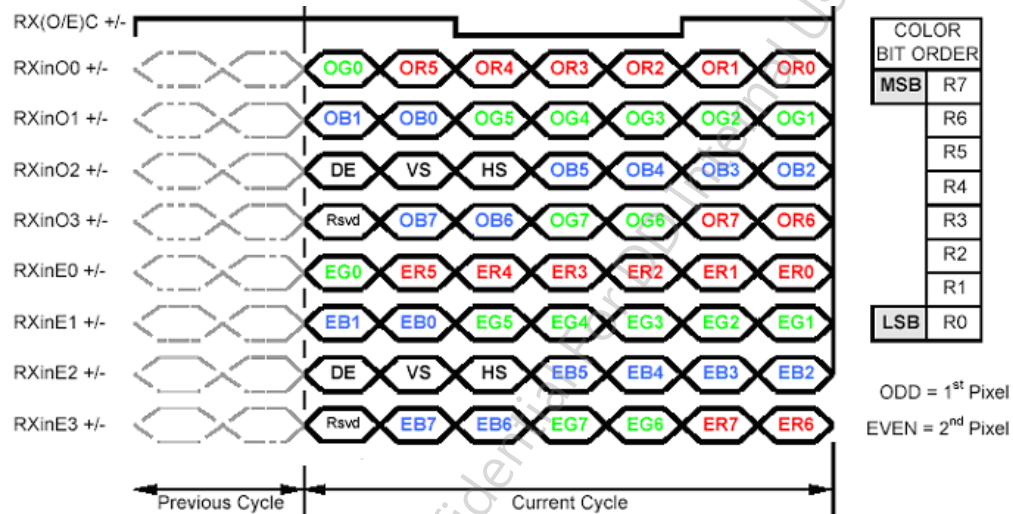 RX(O/E)C +/-
RXinO0 +/- OG0 OR5 OR4 OR3 OR2 OR1 OR0
RXinO1 +/- OB1 OB0 OG5 OG4 OG3 OG2 OG1
RXinO2 +/- DE VS HS OB5 OB4 OB3 OB2
RXinO3 +/- Rsvd OB7 OB6 OG7 OG6 OR7 OR6
RXinE0 +/- EG0 ER5 ER4 ER3 ER2 ER1 ER0
RXinE1 +/- EB1 EB0 EG5 EG4 EG3 EG2 EG1
RXinE2 +/- DE VS HS EB5 EB4 EB3 EB2
RXinE3 +/- Rsvd EB7 EB6 EG7 EG6 ER7 ER6
Previous Cycle Current Cycle
COLOR
BIT ORDER
MSB R7
R6
R5
R4
R3
R2
R1
LSB R0
ODD = 1st Pixel
EVEN = 2nd Pixel